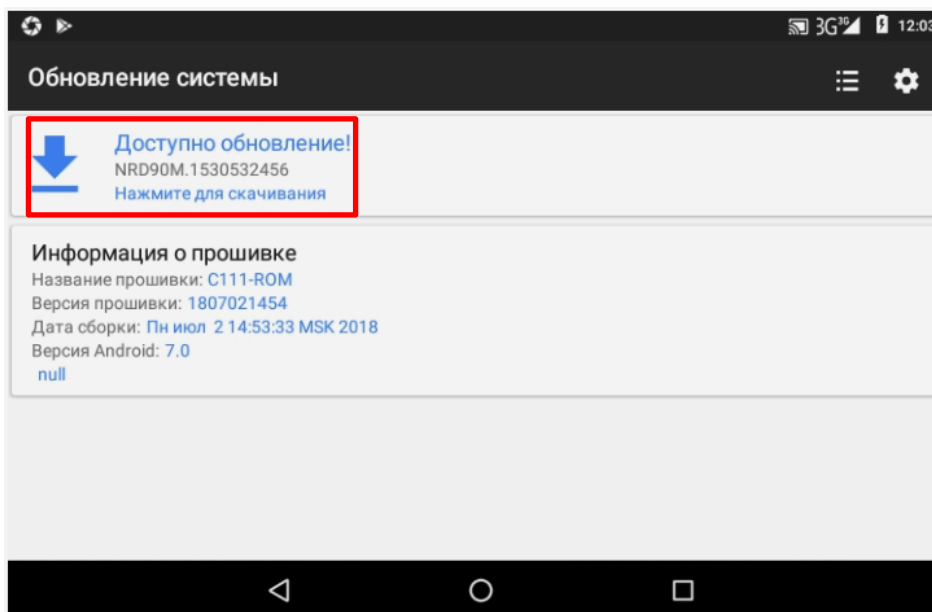 3G 3G 12:03
Обновление системы
Доступно обновление!
NRD90M.1530532456
Нажмите для скачивания
Информация о прошивке
Название прошивки: C111-ROM
Версия прошивки: 1807021454
Дата сборки: Пн июл 2 14:53:33 MSK 2018
Версия Android: 7.0
null